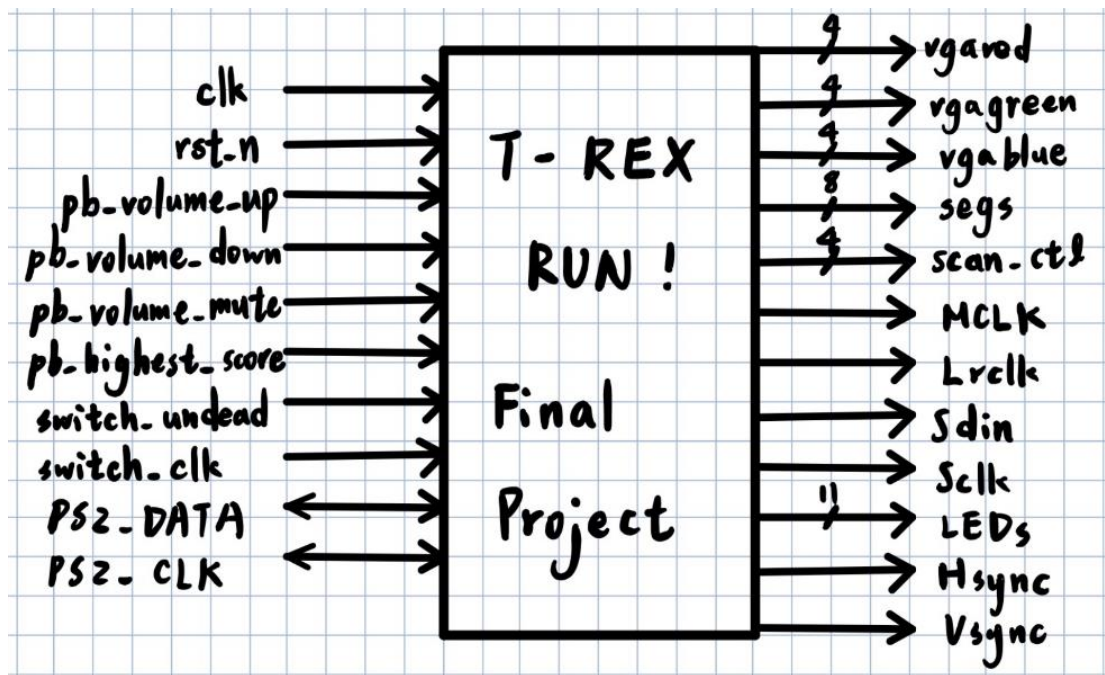 clk
rst_n
pb_volume_up
pb_volume_down
pb_volume_mute
pb_highest_score
switch_undead
switch_clk
PS2_DATA
PS2_CLK
T-REX
RUN!
Final
Project
4 vgared
4 vgagreen
4 vgablue
8 segs
4 scan_ctl
MCLK
Lrclk
Sdin
Sclk
11 LEDs
Hsync
Vsync